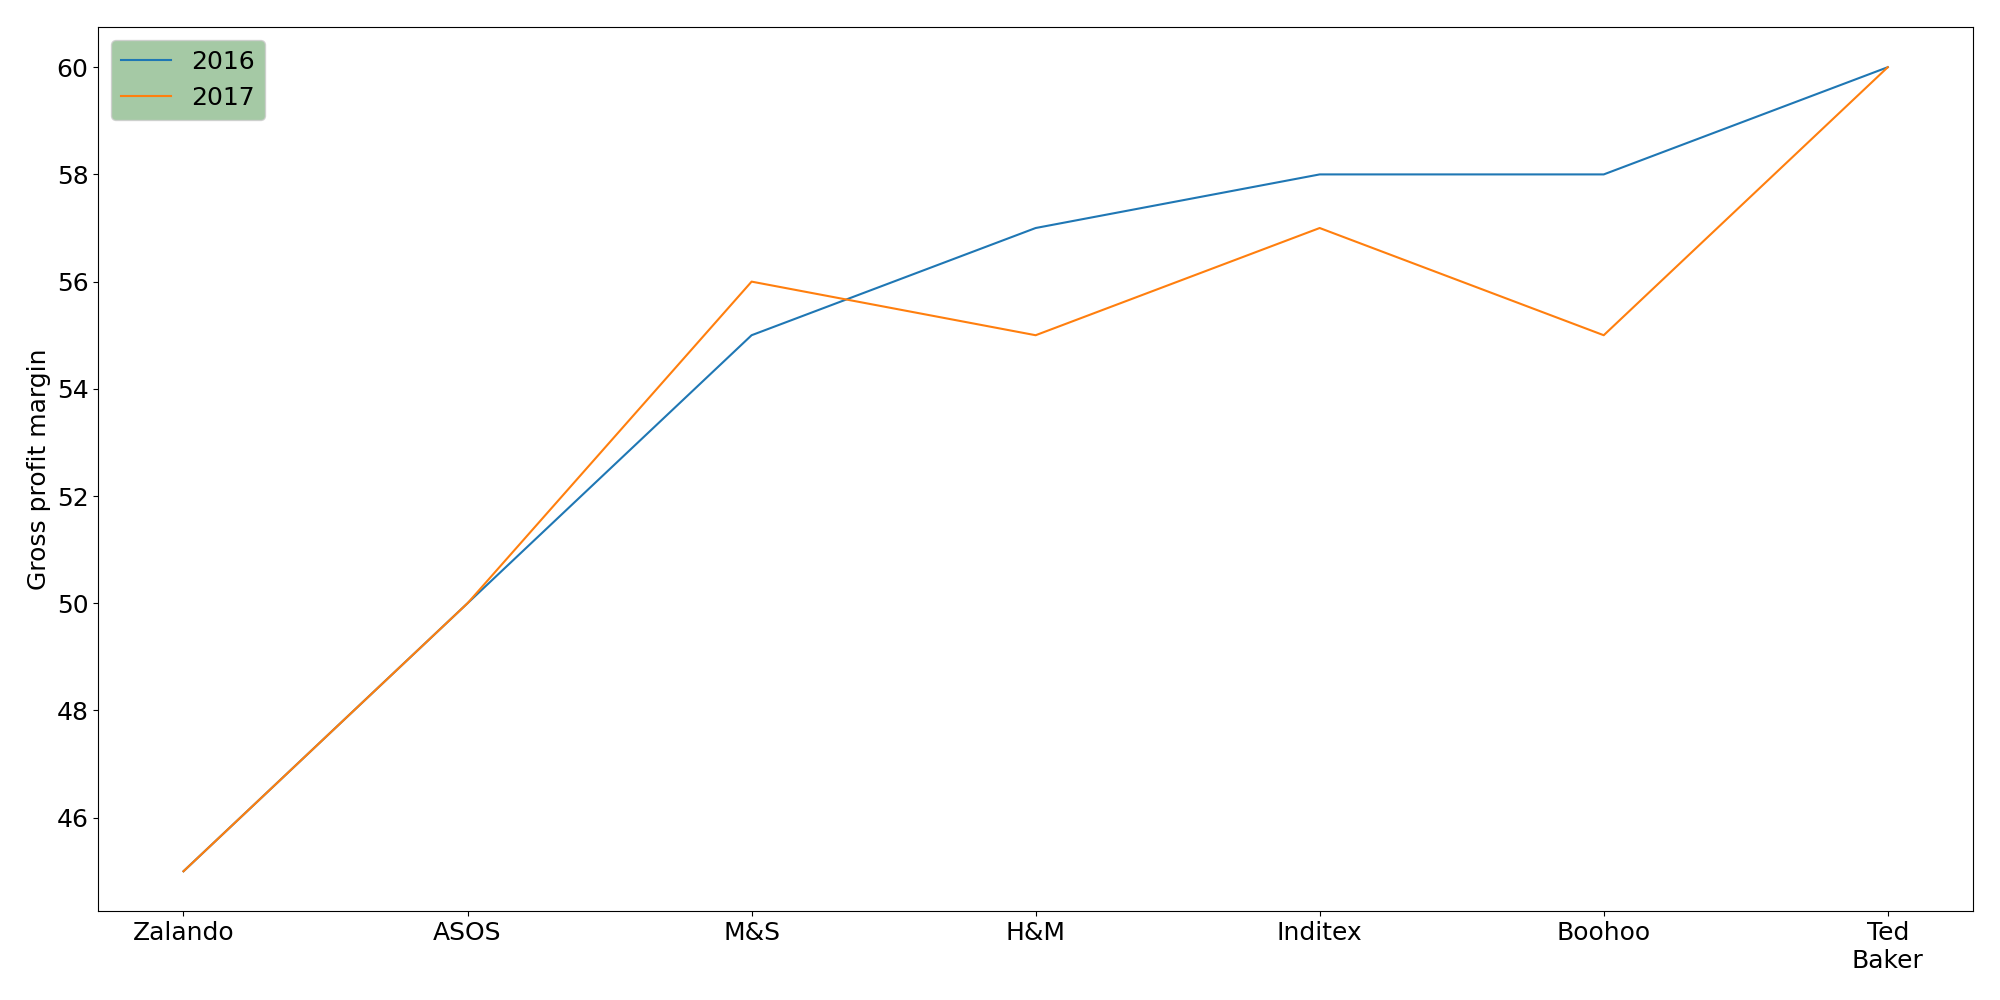 2016
2017
Gross profit margin
60
58
56
54
52
50
48
46
Zalando
ASOS
M&S
H&M
Inditex
Boohoo
Ted
Baker